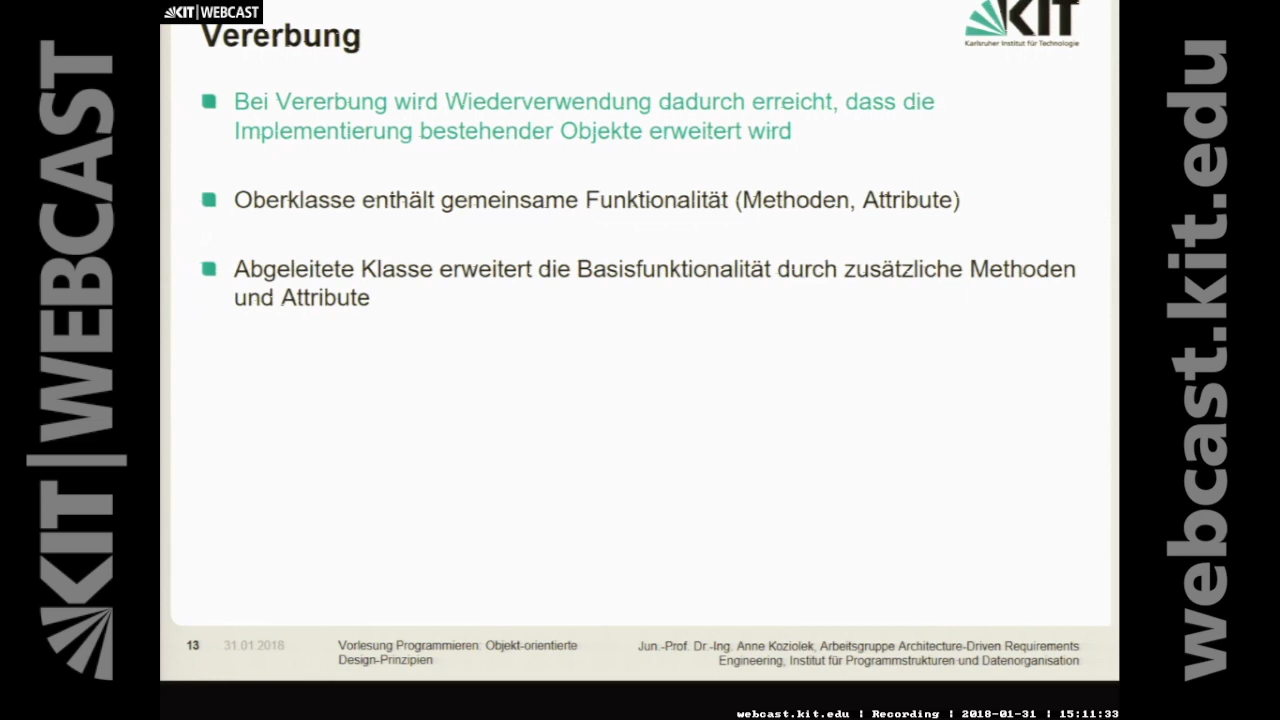 KIT | WEBCAST
Vererbung
KIT
Karlsruher Institut für Technologie
Bei Vererbung wird Wiederverwendung dadurch erreicht, dass die
Implementierung bestehender Objekte erweitert wird
Oberklasse enthält gemeinsame Funktionalität (Methoden, Attribute)
Abgeleitete Klasse erweitert die Basisfunktionalität durch zusätzliche Methoden
und Attribute
13
31.01.2018
Vorlesung Programmieren: Objekt-orientierte
Design-Prinzipien
Jun.-Prof. Dr.-Ing. Anne Koziolek, Arbeitsgruppe Architecture-Driven Requirements
Engineering, Institut für Programmstrukturen und Datenorganisation
KIT | WEBCAST
webcast.kit.edu
webcast.kit.edu | Recording | 2018-01-31 | 15:11:33